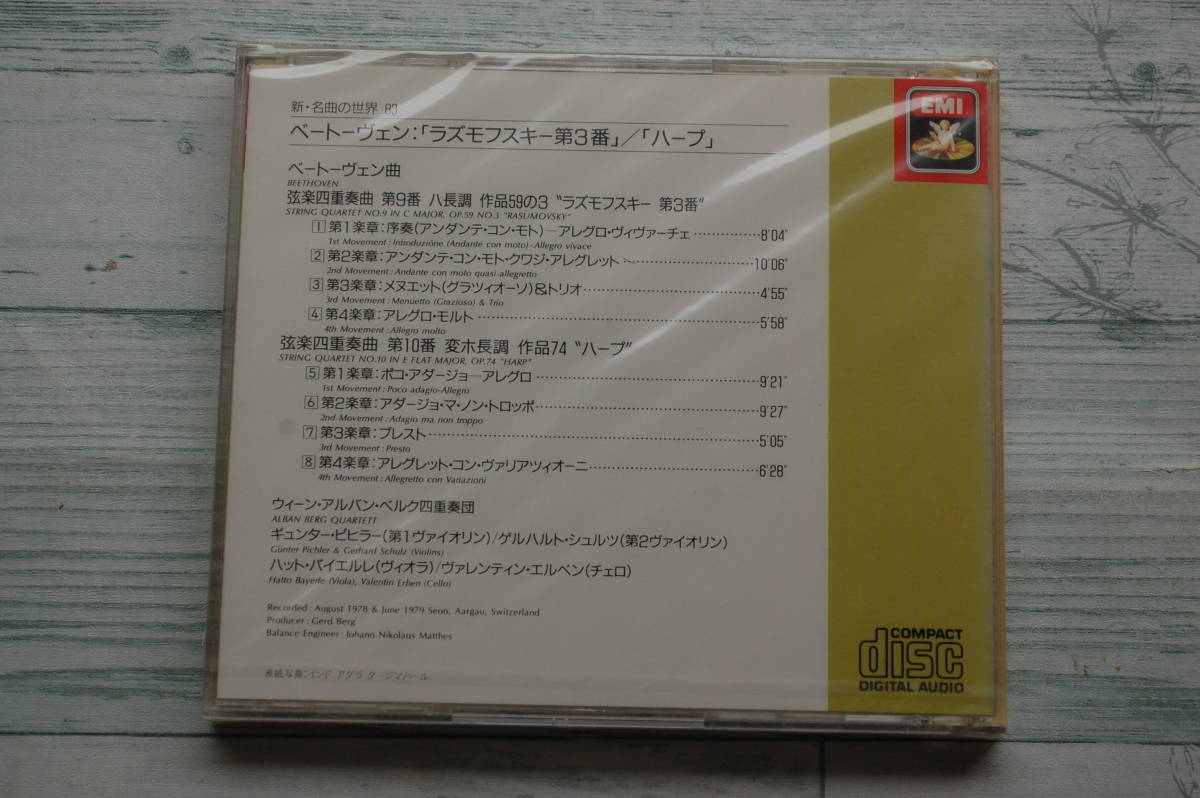 新・名曲の世界 83
ベートーヴェン:「ラズモフスキー第3番」/「ハープ」
EMI
ベートーヴェン曲
BEETHOVEN
弦楽四重奏曲 第9番 ハ長調 作品59の3 〝ラズモフスキー 第3番〟
STRING QUARTET NO.9 IN C MAJOR, OP.59 NO.3 "RASUMOVSKY"
1 第1楽章:序奏(アンダンテ・コン・モト)―アレグロ・ヴィヴァーチェ 8'04"
1st Movement : Introduzióne (Andante con moto)-Allegro vivace
2 第2楽章:アンダンテ・コン・モト・クワジ・アレグレット 10'06"
2nd Movement : Andante con moto quasi-allegretto
3 第3楽章:メヌエット(グラツィオーソ)&トリオ 4'55"
3rd Movement : Menuetto (Grazioso) & Trio
4 第4楽章:アレグロ・モルト 5'58"
4th Movement : Allegro molto
弦楽四重奏曲 第10番 変ホ長調 作品74 〝ハープ〟
STRING QUARTET NO.10 IN E FLAT MAJOR, OP.74 "HARP"
5 第1楽章:ポコ・アダージョ―アレグロ 9'21"
1st Movement : Poco adagio-Allegro
6 第2楽章:アダージョ・マ・ノン・トロッポ 9'27"
2nd Movement : Adagio ma non troppo
7 第3楽章:プレスト 5'05"
3rd Movement : Presto
8 第4楽章:アレグレット・コン・ヴァリアツィオーニ 6'28"
4th Movement : Allegretto con Variazioni
ウィーン・アルバン・ベルク四重奏団
ALBAN BERG QUARTETT
ギュンター・ピヒラー(第1ヴァイオリン)/ゲルハルト・シュルツ(第2ヴァイオリン)
Günter Pichler & Gerhard Schulz (Violins)
ハット・バイエルレ(ヴィオラ)/ヴァレンティン・エルベン(チェロ)
Hatto Bayerle (Viola), Valentin Erben (Cello)
Recorded : August 1978 & June 1979 Seon, Aargau, Switzerland
Producer : Gerd Berg
Balance Engineer : Johann Nikolaus Matthes
表紙写真:インド アグラ タージマハール
COMPACT
disc
DIGITAL AUDIO